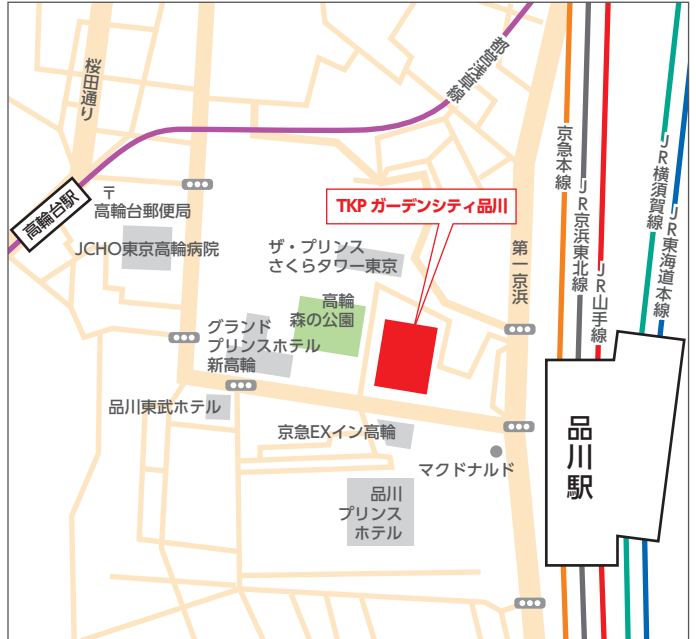 都営浅草線
桜田通り
京急本線
JR横須賀線
JR京浜東北線
JR東海道本線
JR山手線
高輪台駅
〒
高輪台郵便局
TKP ガーデンシティ品川
JCHO東京高輪病院
ザ・プリンス
さくらタワー東京
第一京浜
高輪
森の公園
グランド
プリンスホテル
新高輪
品川東武ホテル
京急EXイン高輪
マクドナルド
品川駅
品川
プリンス
ホテル